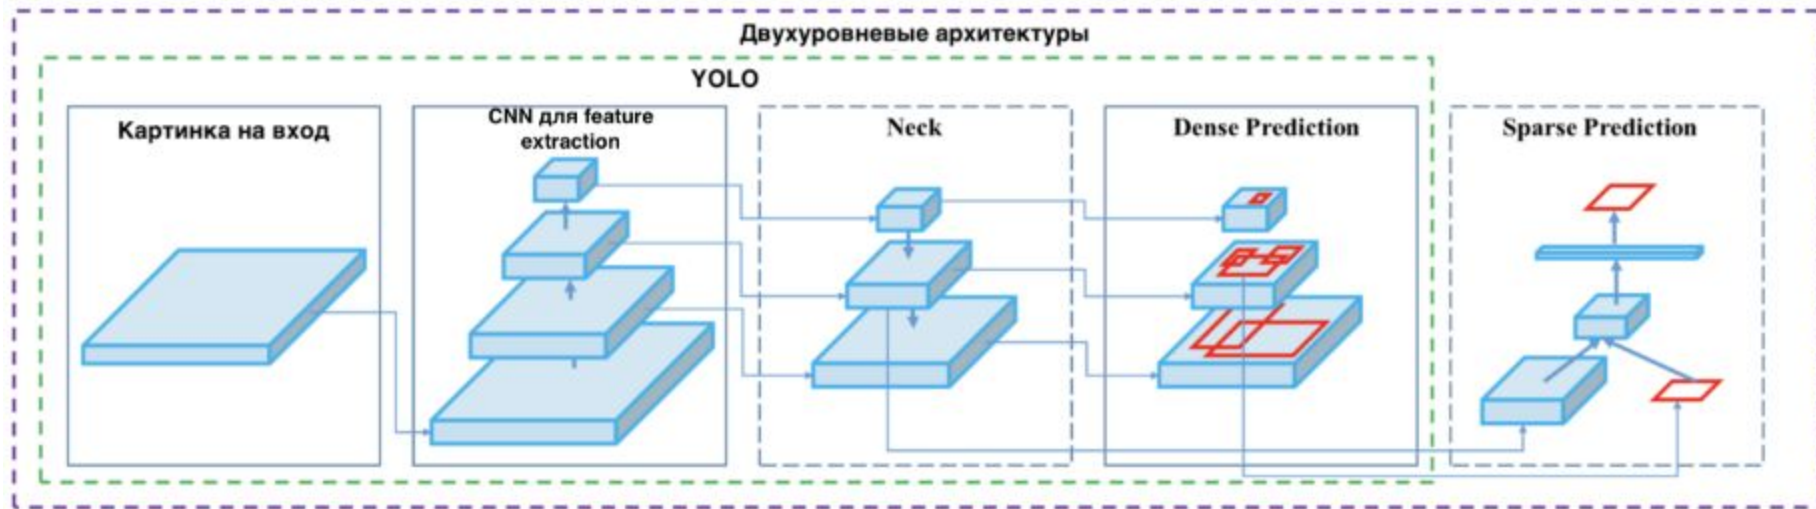 Двухуровневые архитектуры
YOLO
Картинка на вход
CNN для feature
extraction
Neck
Dense Prediction
Sparse Prediction